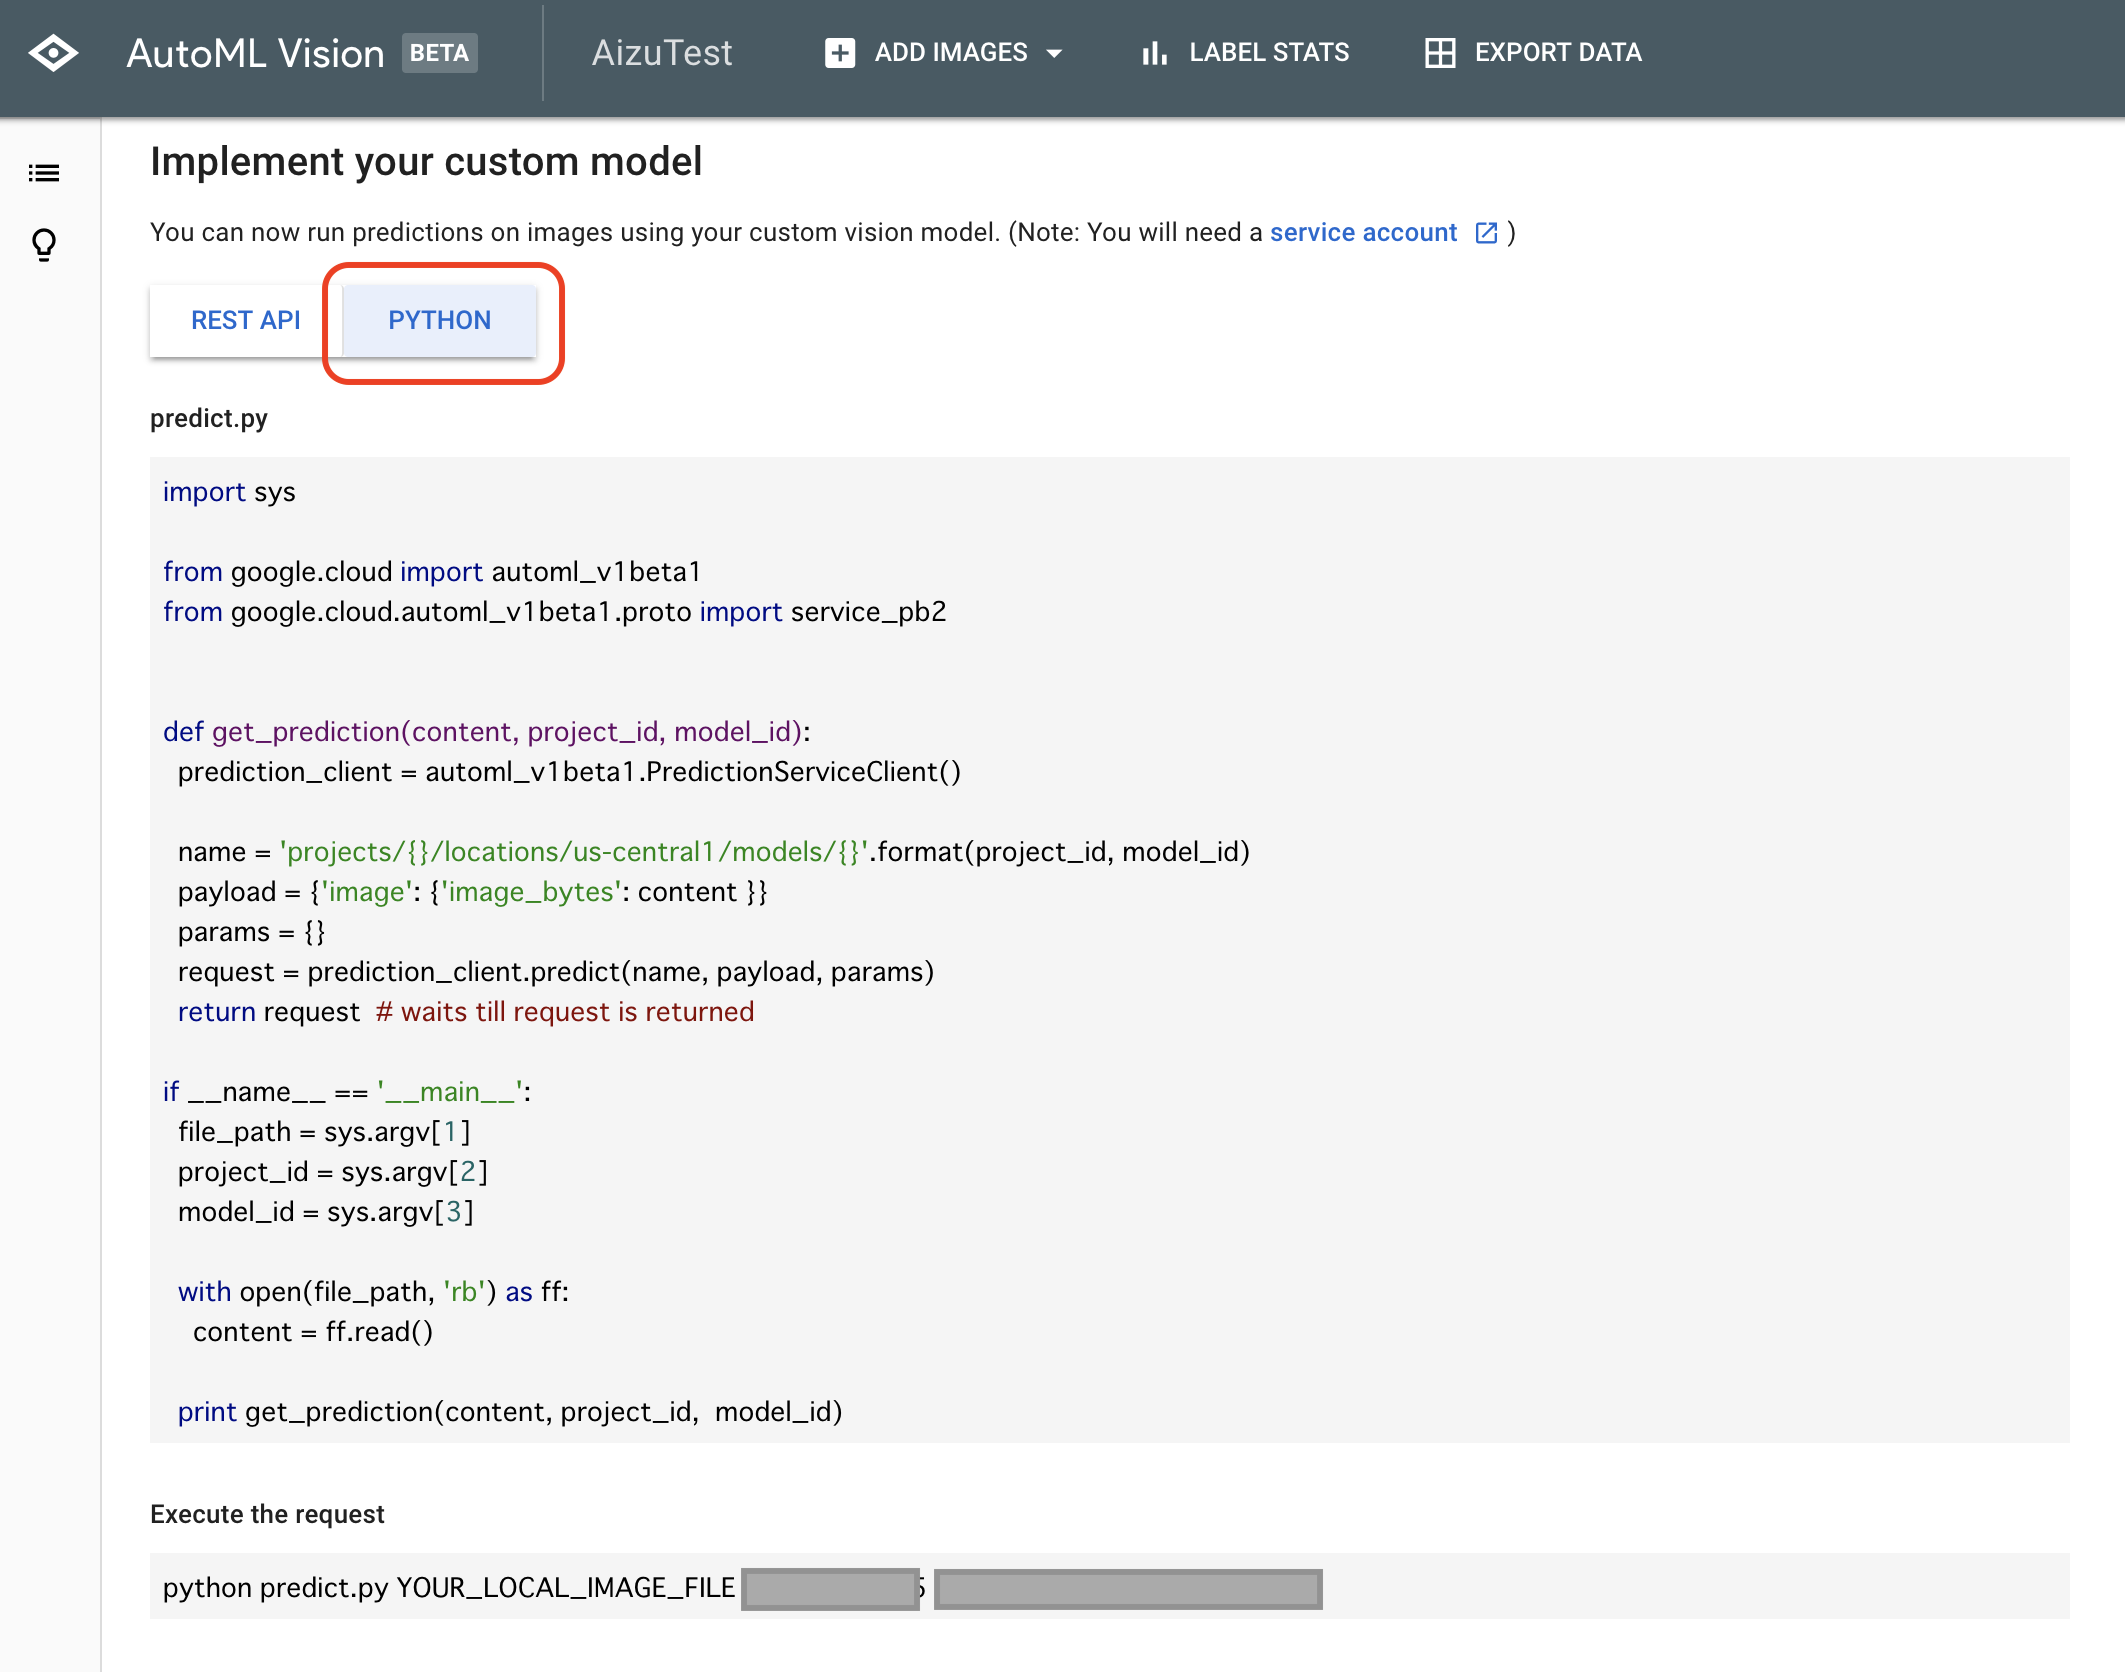 AutoML Vision BETA AizuTest ADD IMAGES LABEL STATS EXPORT DATA
Implement your custom model
You can now run predictions on images using your custom vision model. (Note: You will need a service account )
REST API PYTHON
predict.py
import sys
from google.cloud import automl_v1beta1
from google.cloud.automl_v1beta1.proto import service_pb2
def get_prediction(content, project_id, model_id):
prediction_client = automl_v1beta1.PredictionServiceClient()
name = 'projects/{}/locations/us-central1/models/{}'.format(project_id, model_id)
payload = {'image': {'image_bytes': content }}
params = {}
request = prediction_client.predict(name, payload, params)
return request  # waits till request is returned
if __name__ == '__main__':
file_path = sys.argv[1]
project_id = sys.argv[2]
model_id = sys.argv[3]
with open(file_path, 'rb') as ff:
content = ff.read()
print get_prediction(content, project_id,  model_id)
Execute the request
python predict.py YOUR_LOCAL_IMAGE_FILE